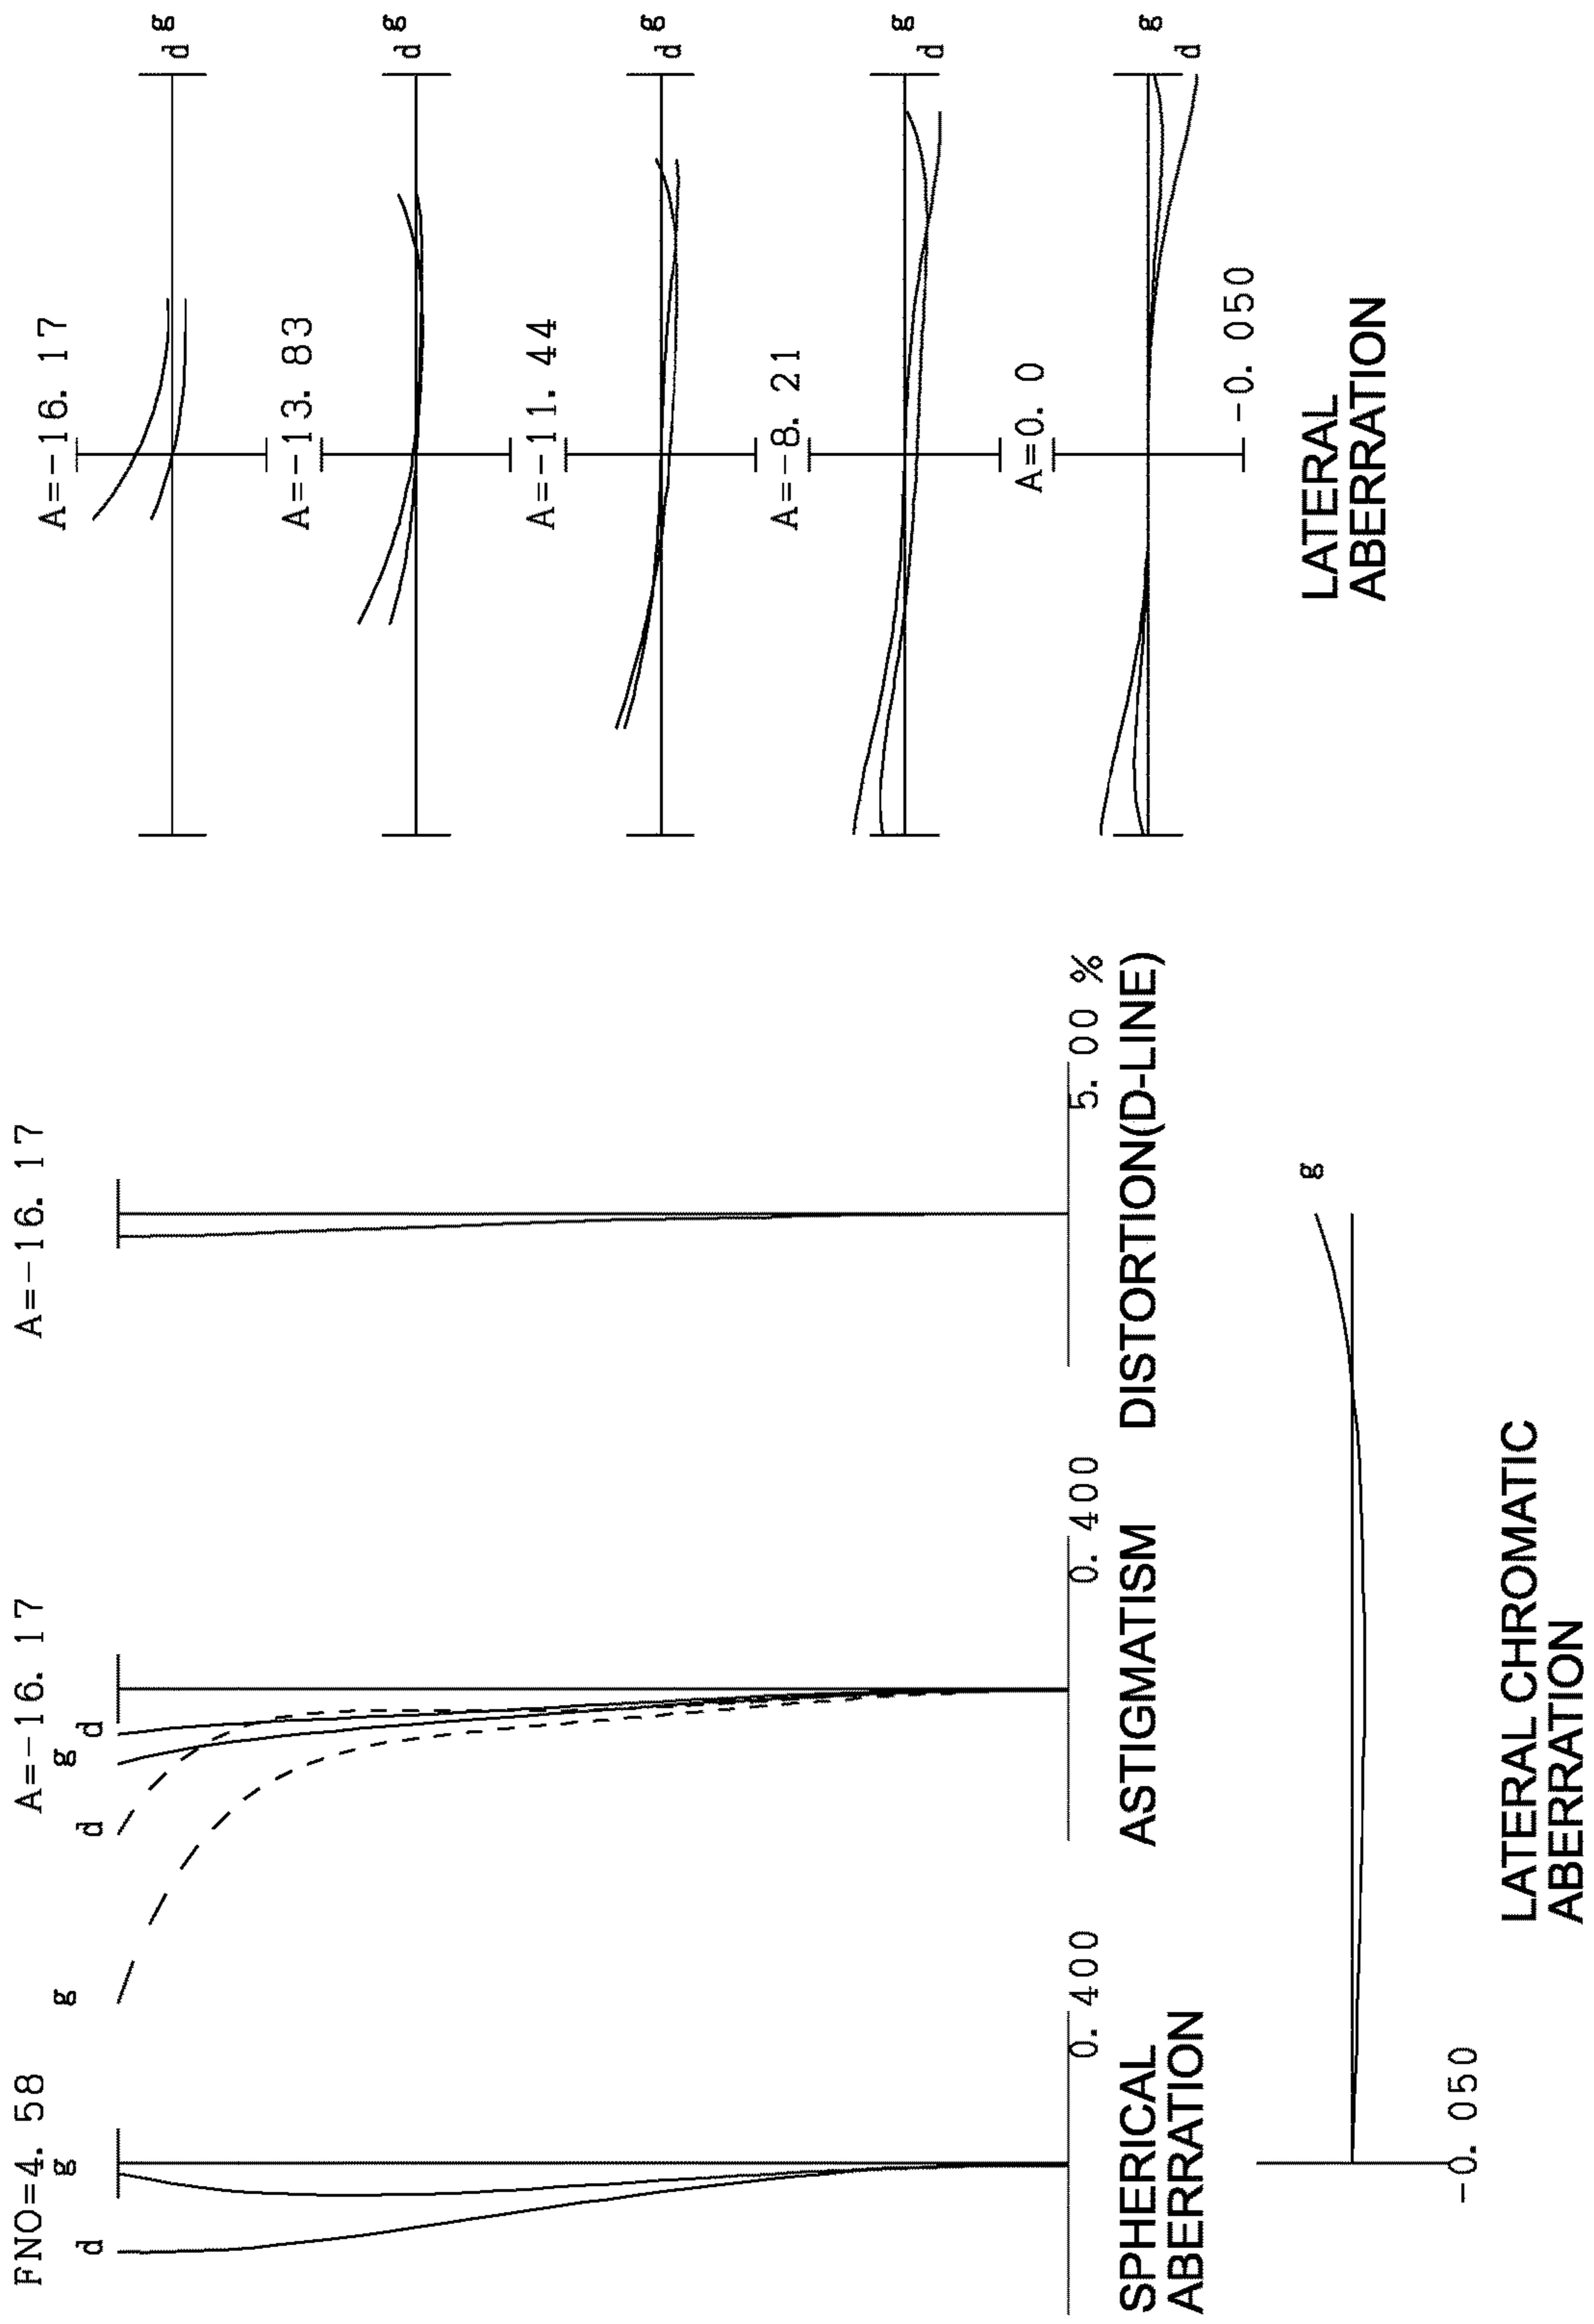 FNO=4. 58
g
d
0. 400
SPHERICAL
ABERRATION
A=−16. 17
g
d
g
d
0. 400
ASTIGMATISM
A=−16. 17
5. 00 %
DISTORTION(D-LINE)
g
−0. 050
LATERAL CHROMATIC
ABERRATION
A=−16. 17
g
d
A=−13. 83
g
d
A=−11. 44
g
d
A=−8. 21
g
d
A=0. 0
g
d
−0. 050
LATERAL
ABERRATION